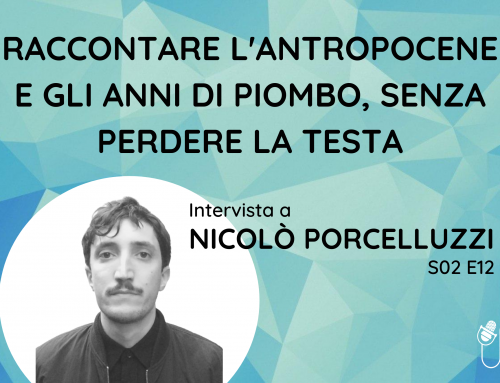 RACCONTARE L'ANTROPOCENE
E GLI ANNI DI PIOMBO, SENZA
PERDERE LA TESTA
Intervista a
NICOLÒ PORCELLUZZI
S02 E12